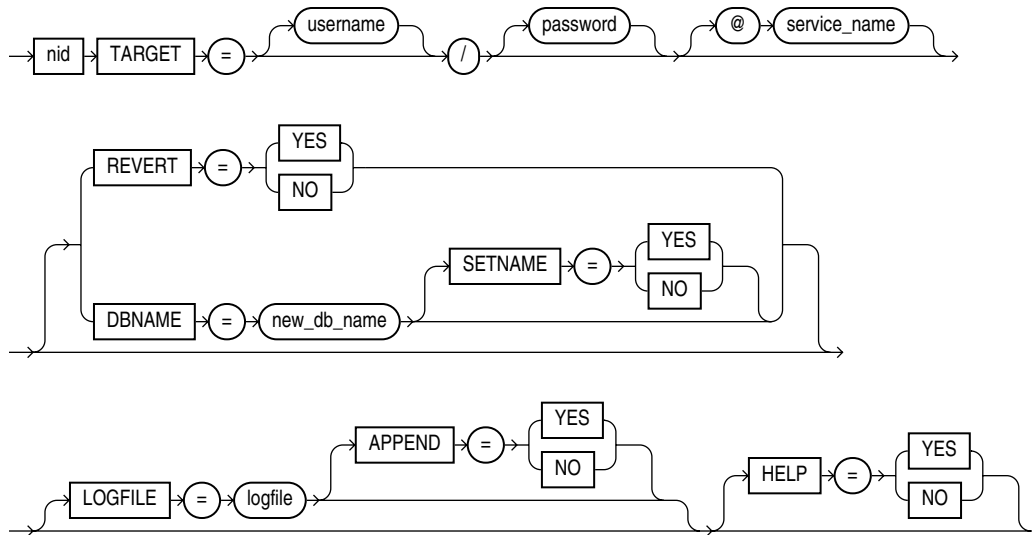 username password @ service_name
nid TARGET = /
YES
REVERT =
NO
YES
SETNAME =
NO
DBNAME = new_db_name
YES
APPEND =
NO
YES
HELP =
NO
LOGFILE = logfile